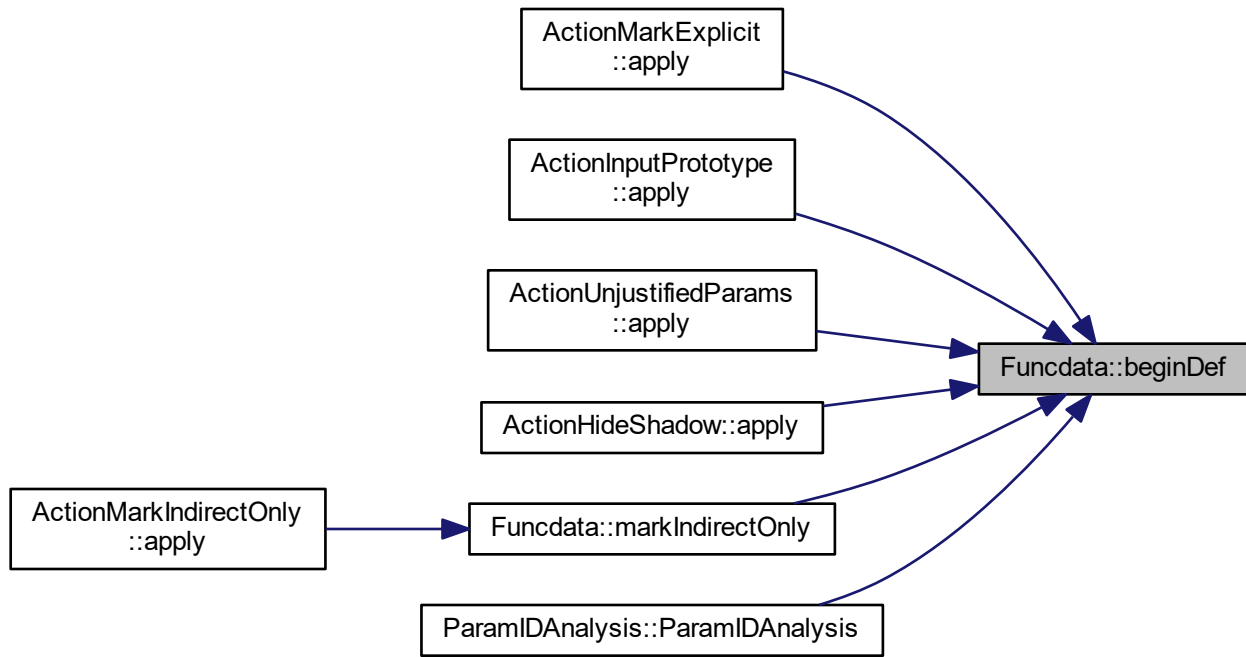 ActionMarkExplicit
::apply
ActionInputPrototype
::apply
ActionUnjustifiedParams
::apply
Funcdata::beginDef
ActionHideShadow::apply
ActionMarkIndirectOnly
::apply
Funcdata::markIndirectOnly
ParamIDAnalysis::ParamIDAnalysis